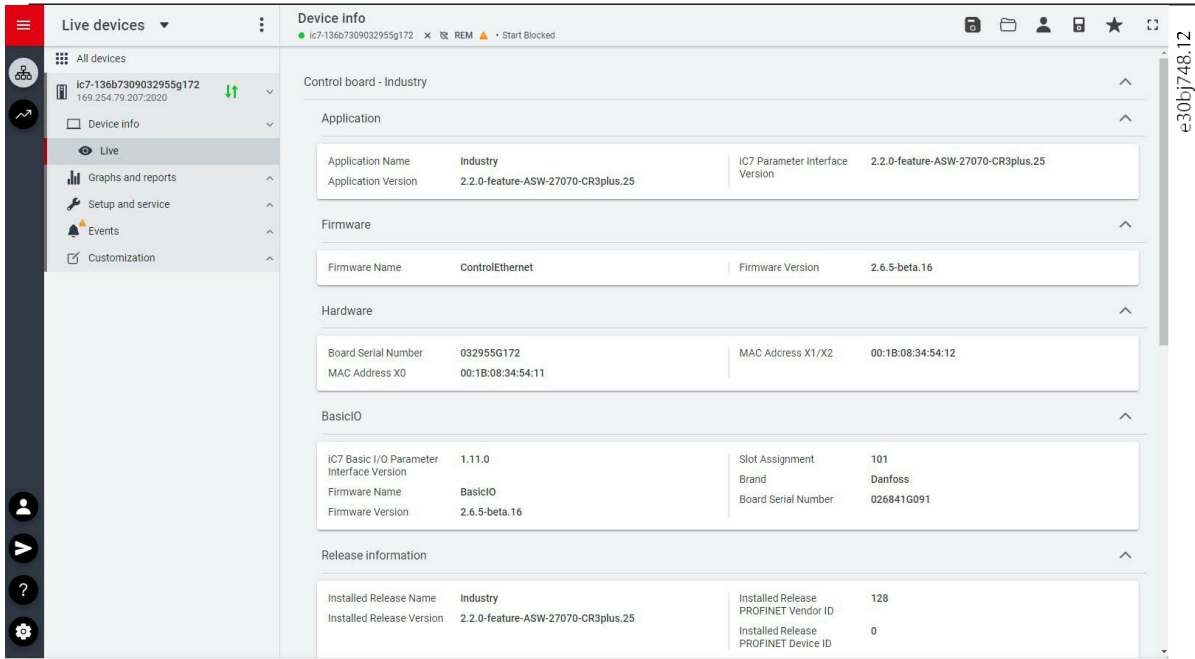 Live devices
All devices
ic7-136b7309032955g172
169.254.79.207:2020
Device info
Live
Graphs and reports
Setup and service
Events
Customization
Device info
ic7-136b7309032955g172 REM • Start Blocked
Control board - Industry
Application
Application Name Industry
Application Version 2.2.0-feature-ASW-27070-CR3plus.25
iC7 Parameter Interface 2.2.0-feature-ASW-27070-CR3plus.25
Version
Firmware
Firmware Name ControlEthernet
Firmware Version 2.6.5-beta.16
Hardware
Board Serial Number 032955G172
MAC Address X0 00:1B:08:34:54:11
MAC Address X1/X2 00:1B:08:34:54:12
BasicIO
iC7 Basic I/O Parameter 1.11.0
Interface Version
Firmware Name BasicIO
Firmware Version 2.6.5-beta.16
Slot Assignment 101
Brand Danfoss
Board Serial Number 026841G091
Release information
Installed Release Name Industry
Installed Release Version 2.2.0-feature-ASW-27070-CR3plus.25
Installed Release 128
PROFINET Vendor ID
Installed Release 0
PROFINET Device ID
e30bj748.12